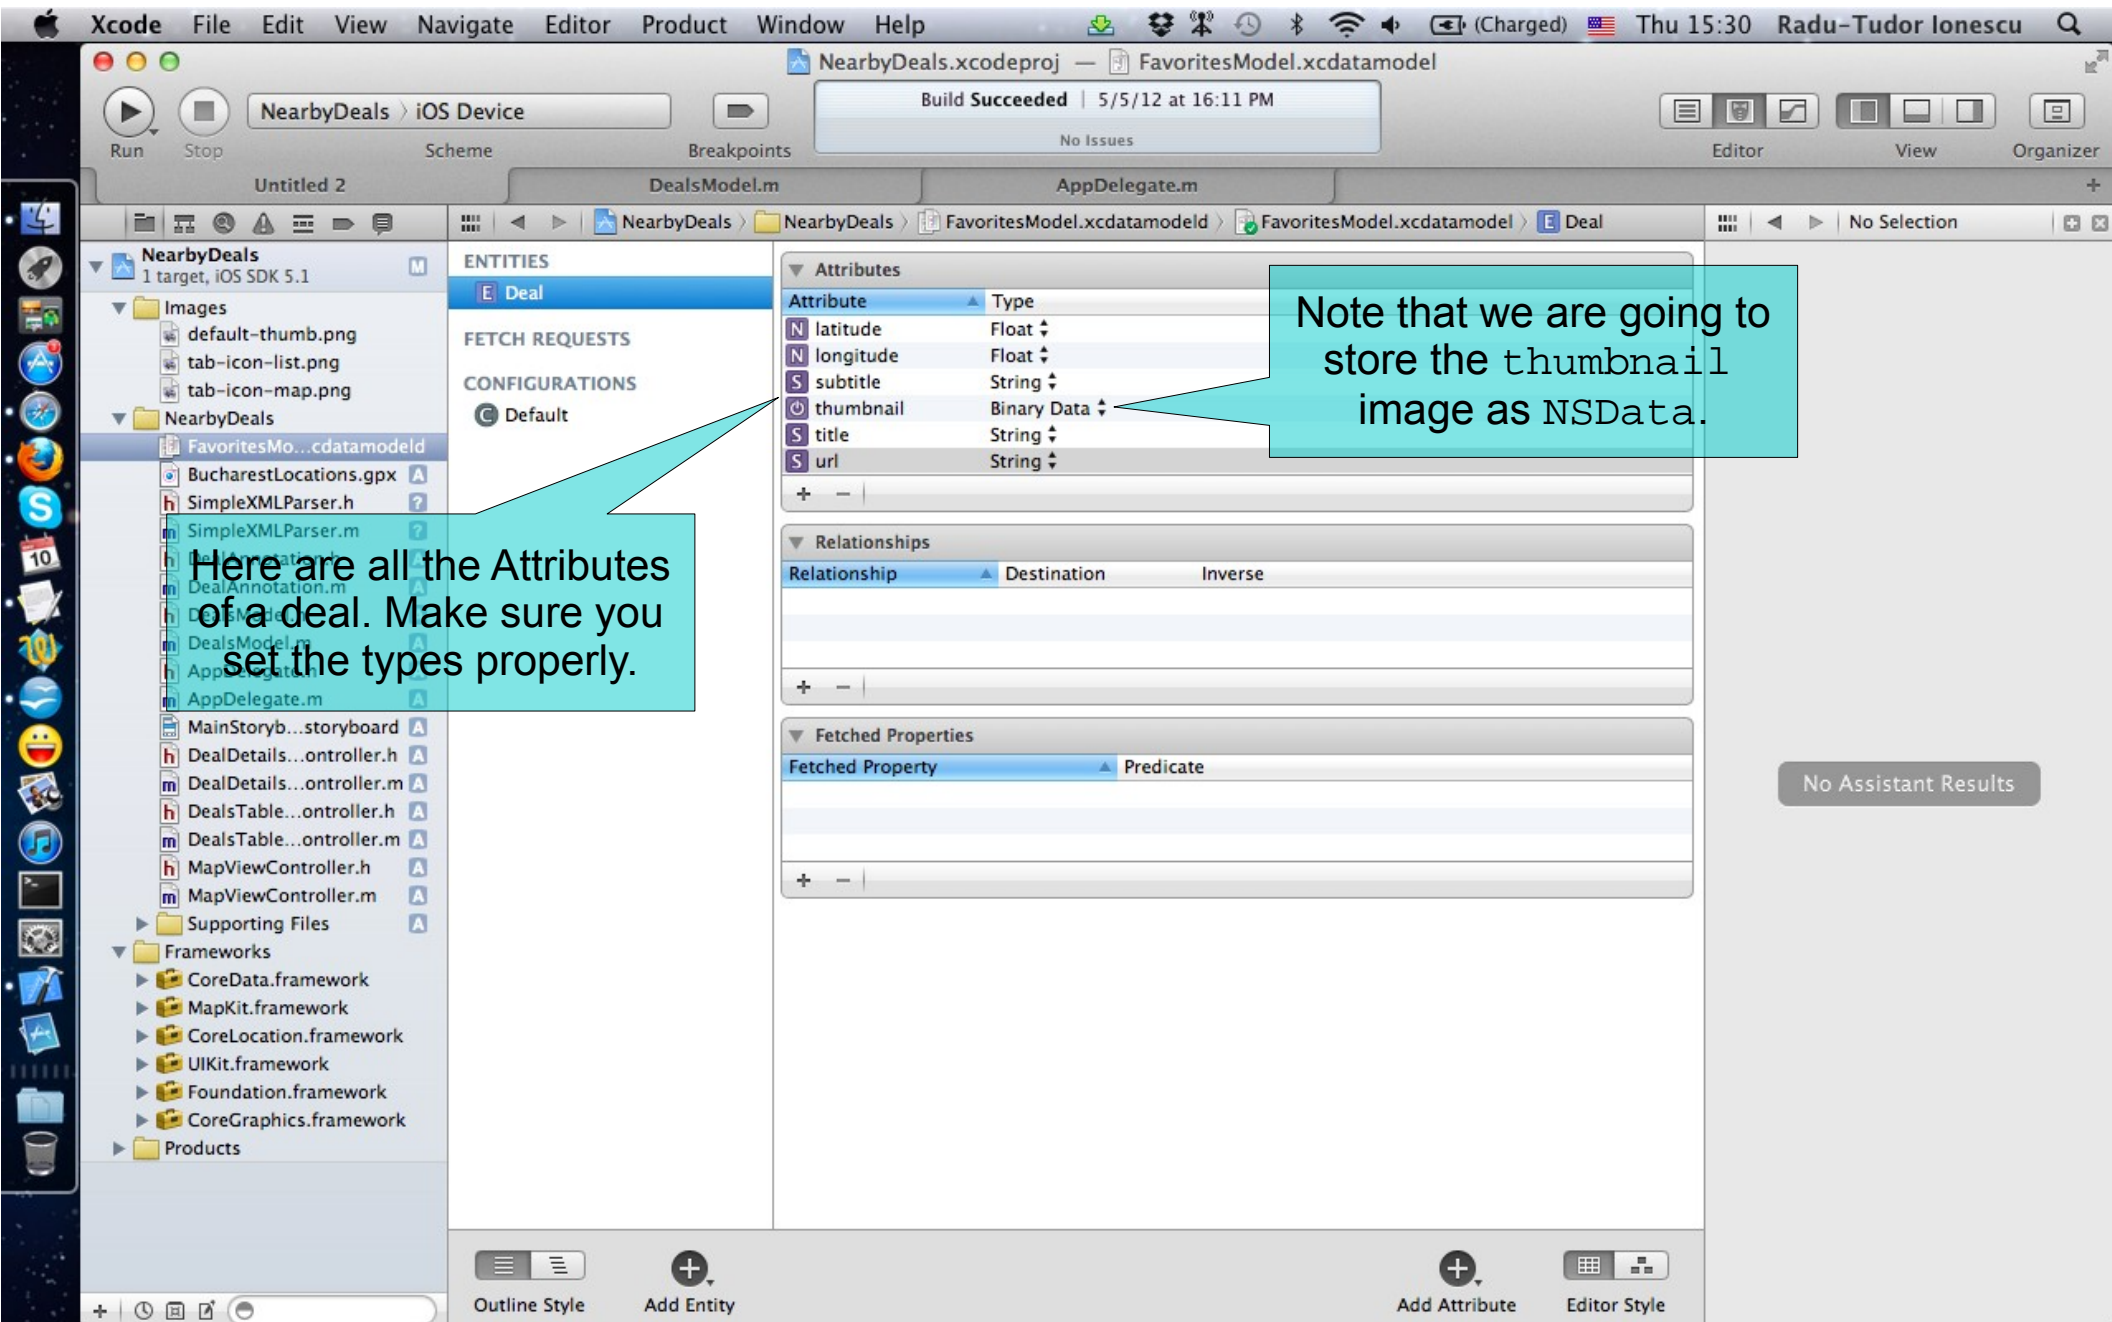 Xcode File Edit View Navigate Editor Product Window Help (Charged) Thu 15:30 Radu-Tudor Ionescu
NearbyDeals.xcodeproj — FavoritesModel.xcdatamodel
NearbyDeals 〉 iOS Device
Build Succeeded | 5/5/12 at 16:11 PM
No Issues
Run Stop Scheme Breakpoints Editor View Organizer
Untitled 2 DealsModel.m AppDelegate.m +
NearbyDeals 〉 NearbyDeals 〉 FavoritesModel.xcdatamodeld 〉 FavoritesModel.xcdatamodel 〉 E Deal
No Selection
NearbyDeals M
1 target, iOS SDK 5.1
Images
default-thumb.png
tab-icon-list.png
tab-icon-map.png
NearbyDeals
FavoritesMo...cdatamodeld
BucharestLocations.gpx A
h SimpleXMLParser.h ?
m SimpleXMLParser.m ?
h DealAnnotation.h
m DealAnnotation.m
h DealsModel.h
m DealsModel.m
h AppDelegate.h
m AppDelegate.m A
MainStoryb...storyboard A
h DealDetails...ontroller.h A
m DealDetails...ontroller.m A
h DealsTable...ontroller.h A
m DealsTable...ontroller.m A
h MapViewController.h A
m MapViewController.m A
Supporting Files A
Frameworks
CoreData.framework
MapKit.framework
CoreLocation.framework
UIKit.framework
Foundation.framework
CoreGraphics.framework
Products
ENTITIES
E Deal
FETCH REQUESTS
CONFIGURATIONS
C Default
Attributes
Attribute Type
N latitude Float
N longitude Float
S subtitle String
thumbnail Binary Data
S title String
S url String
+ −
Relationships
Relationship Destination Inverse
+ −
Fetched Properties
Fetched Property Predicate
+ −
Note that we are going to
store the thumbnail
image as NSData.
Here are all the Attributes
of a deal. Make sure you
set the types properly.
No Assistant Results
10
Outline Style Add Entity Add Attribute Editor Style